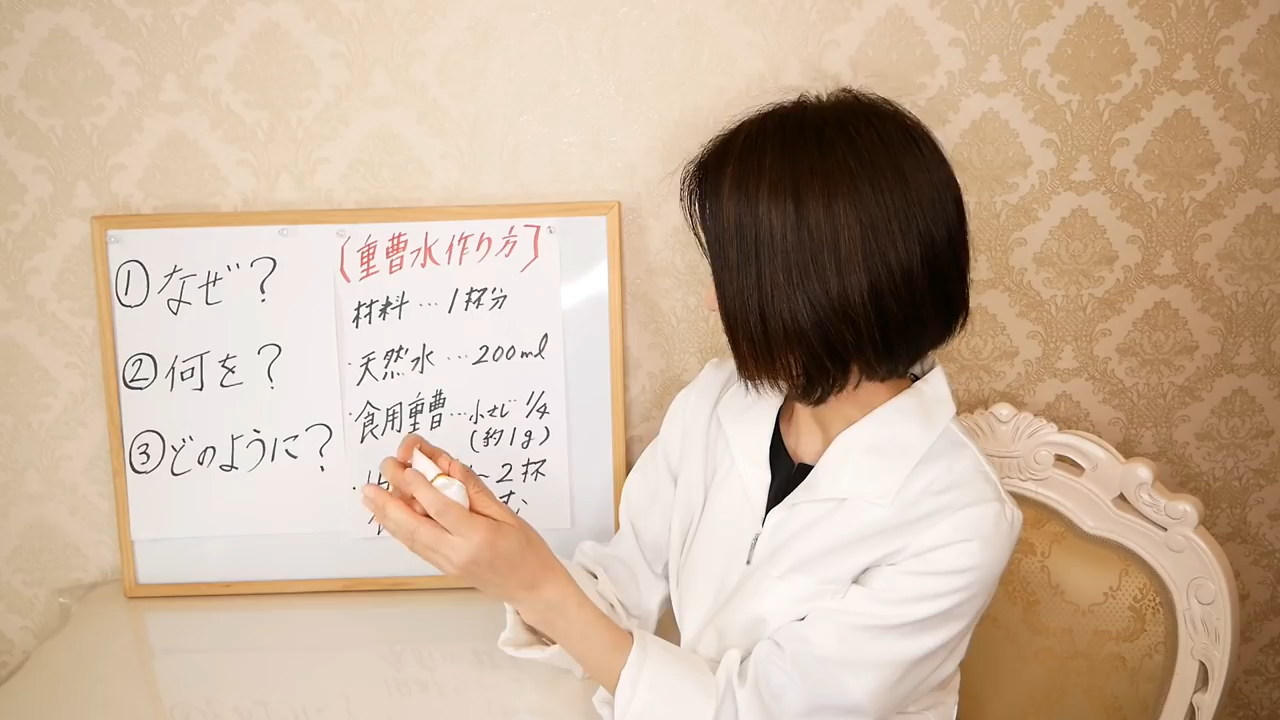 ① なぜ?
② 何を?
③ どのように?
〔重曹水作り方〕
材料…1杯分
・天然水…200ml
・食用重曹…小さじ1/4
(約1g)
〜2杯
む